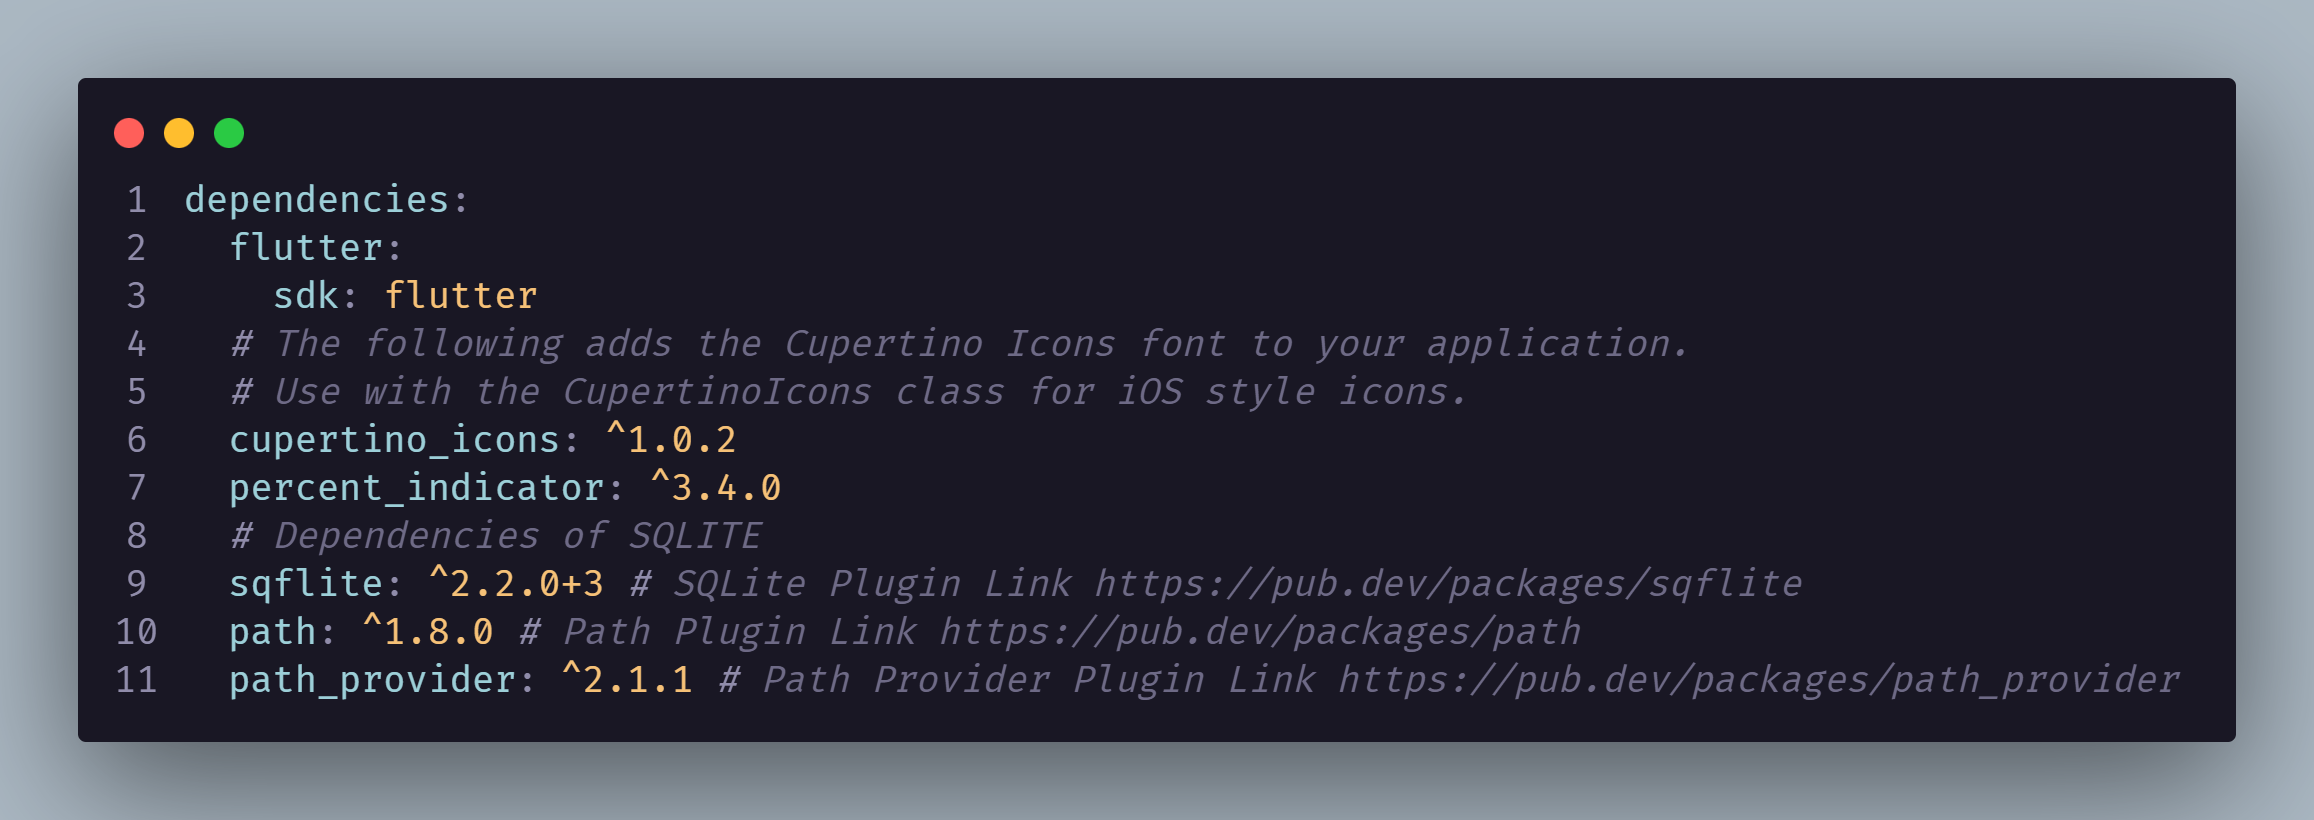 1 dependencies:
2   flutter:
3     sdk: flutter
4   # The following adds the Cupertino Icons font to your application.
5   # Use with the CupertinoIcons class for iOS style icons.
6   cupertino_icons: ^1.0.2
7   percent_indicator: ^3.4.0
8   # Dependencies of SQLITE
9   sqflite: ^2.2.0+3 # SQLite Plugin Link https://pub.dev/packages/sqflite
10   path: ^1.8.0 # Path Plugin Link https://pub.dev/packages/path
11   path_provider: ^2.1.1 # Path Provider Plugin Link https://pub.dev/packages/path_provider